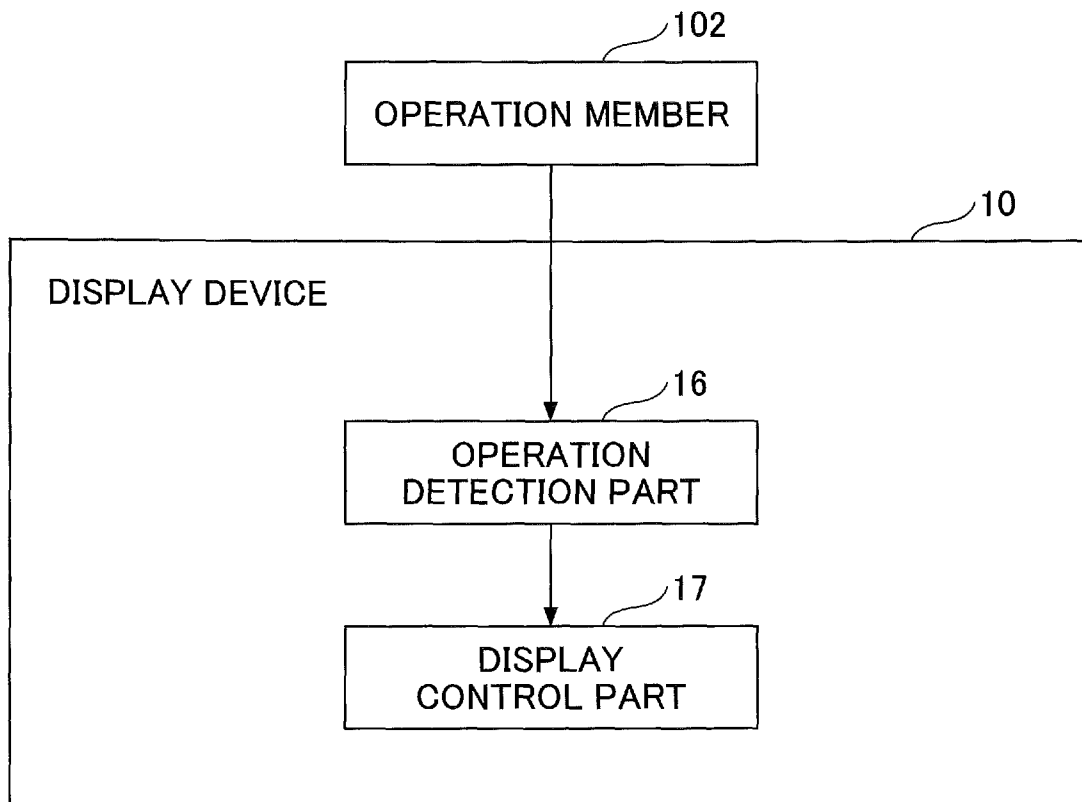 102
OPERATION MEMBER
10
DISPLAY DEVICE
16
OPERATION
DETECTION PART
17
DISPLAY
CONTROL PART